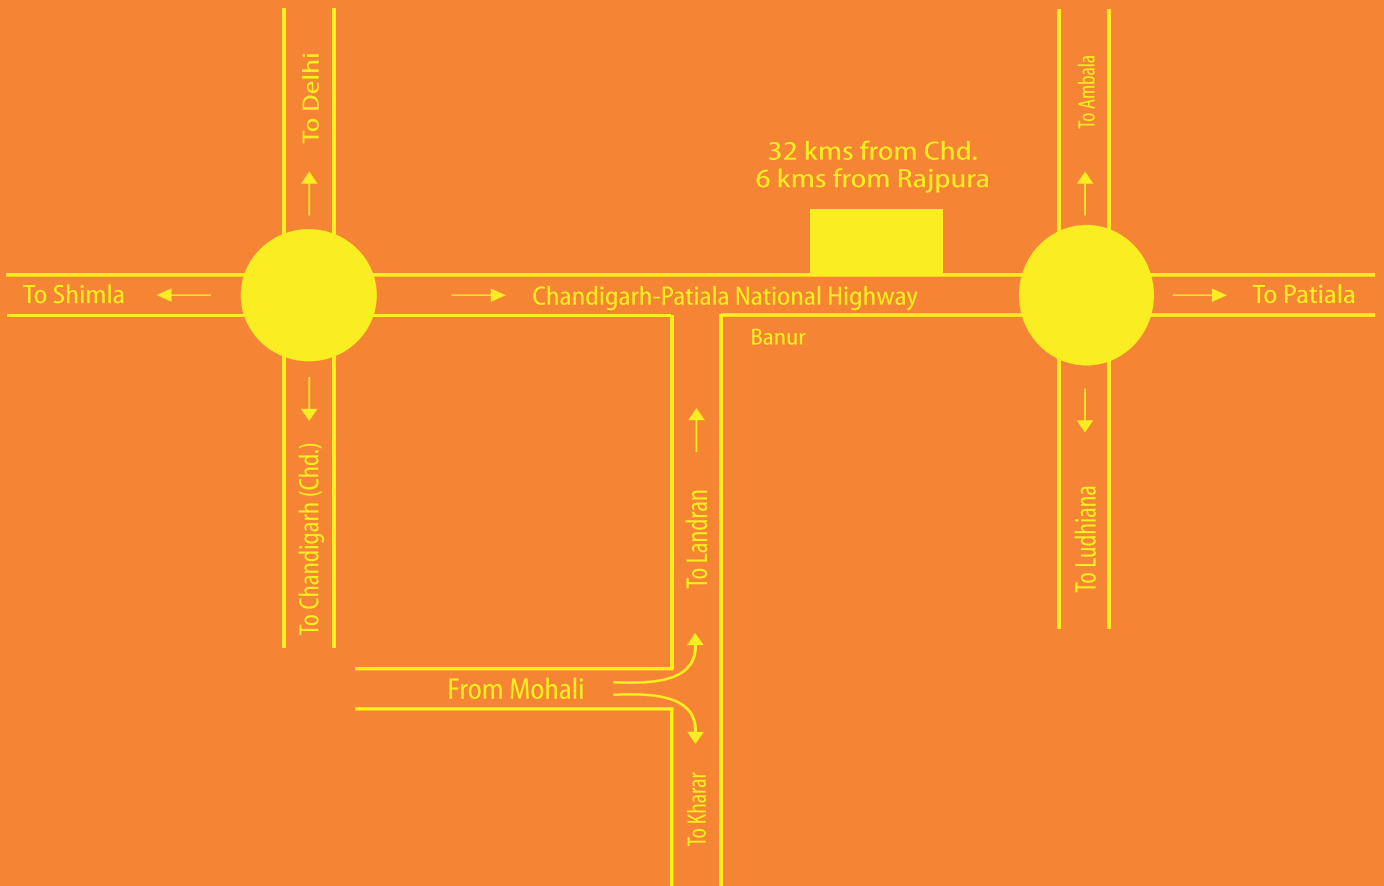 To Delhi
To Ambala
32 kms from Chd.
6 kms from Rajpura
To Shimla
Chandigarh-Patiala National Highway
To Patiala
Banur
To Chandigarh (Chd.)
To Landran
To Ludhiana
From Mohali
To Kharar